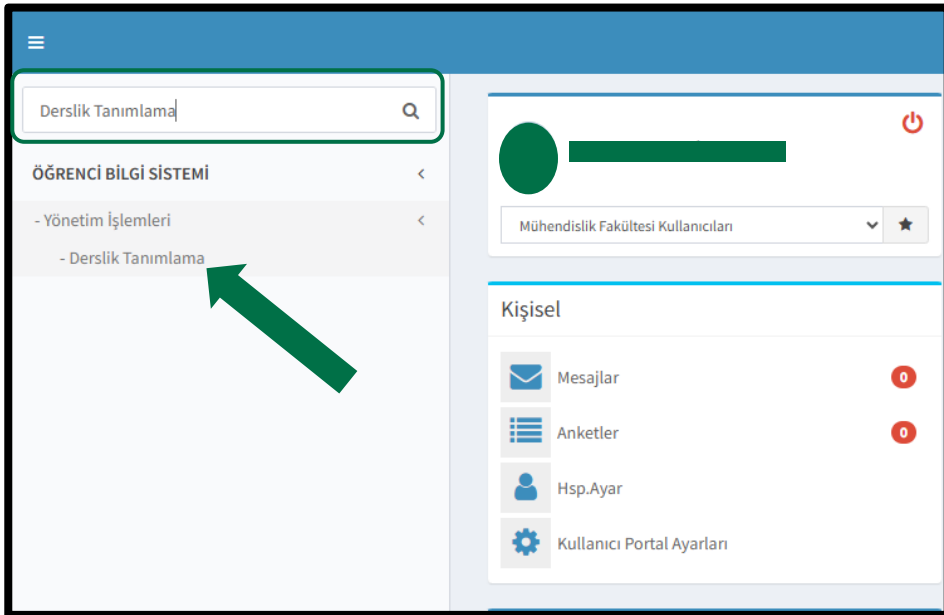 Derslik Tanımlama
ÖĞRENCİ BİLGİ SİSTEMİ
- Yönetim İşlemleri
- Derslik Tanımlama
Mühendislik Fakültesi Kullanıcıları
Kişisel
Mesajlar 0
Anketler 0
Hsp.Ayar
Kullanıcı Portal Ayarları